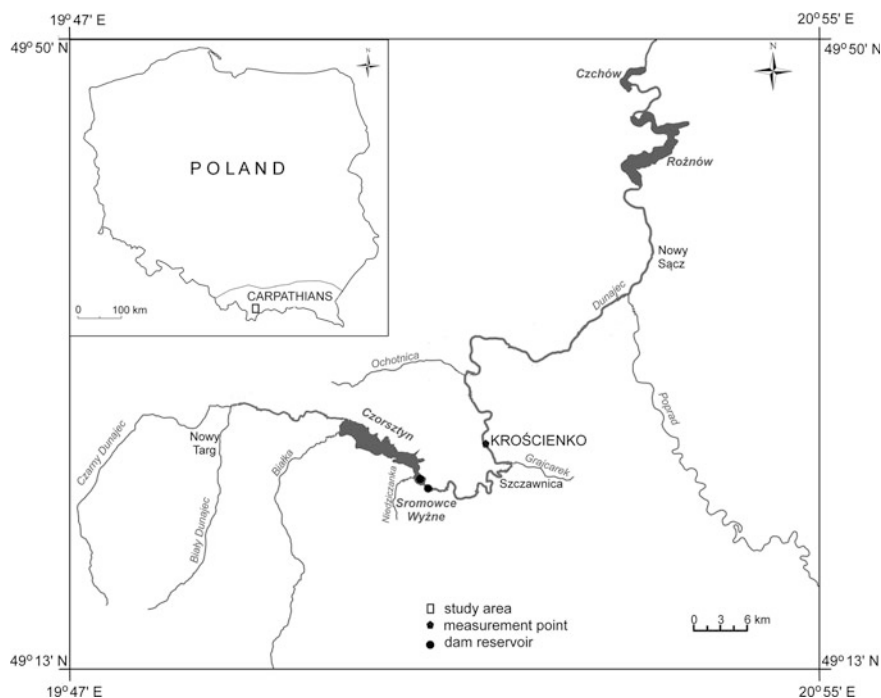 19° 47' E
20° 55' E
49° 50' N
49° 50' N
N
N
POLAND
CARPATHIANS
0 100 km
Czchów
Rożnów
Nowy
Sącz
Dunajec
Ochotnica
Poprad
Czorsztyn
KROŚCIENKO
Nowy
Targ
Czarny Dunajec
Białka
Grajcarek
Niedziczanka
Szczawnica
Sromowce
Wyżne
Biały Dunajec
study area
measurement point
dam reservoir
0 3 6 km
49° 13' N
49° 13' N
19° 47' E
20° 55' E